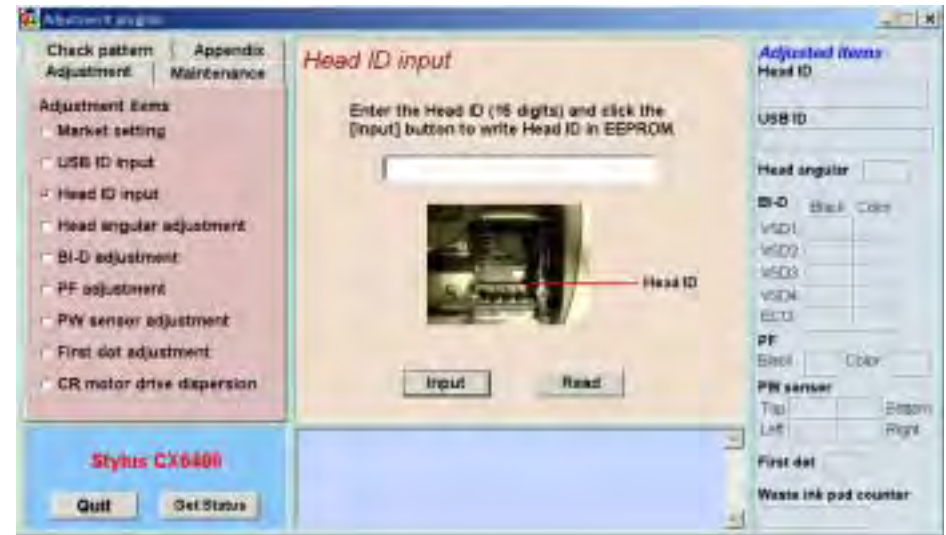 Adjustment program
Check pattern Appendix
Adjustment Maintenance
Adjustment items
Market setting
USB ID input
Head ID input
Head angular adjustment
BI-D adjustment
PF adjustment
PW sensor adjustment
First dot adjustment
CR motor drive dispersion
Stylus CX6400
Quit Get Status
Head ID input
Enter the Head ID (16 digits) and click the
[Input] button to write Head ID in EEPROM
Head ID
Input Read
Adjusted items
Head ID
USB ID
Head angular
BI-D Black Color
VSD1
VSD2
VSD3
VSD4
PF
Black Color
PW sensor
Top Bottom
Left Right
First dot
Waste ink pad counter